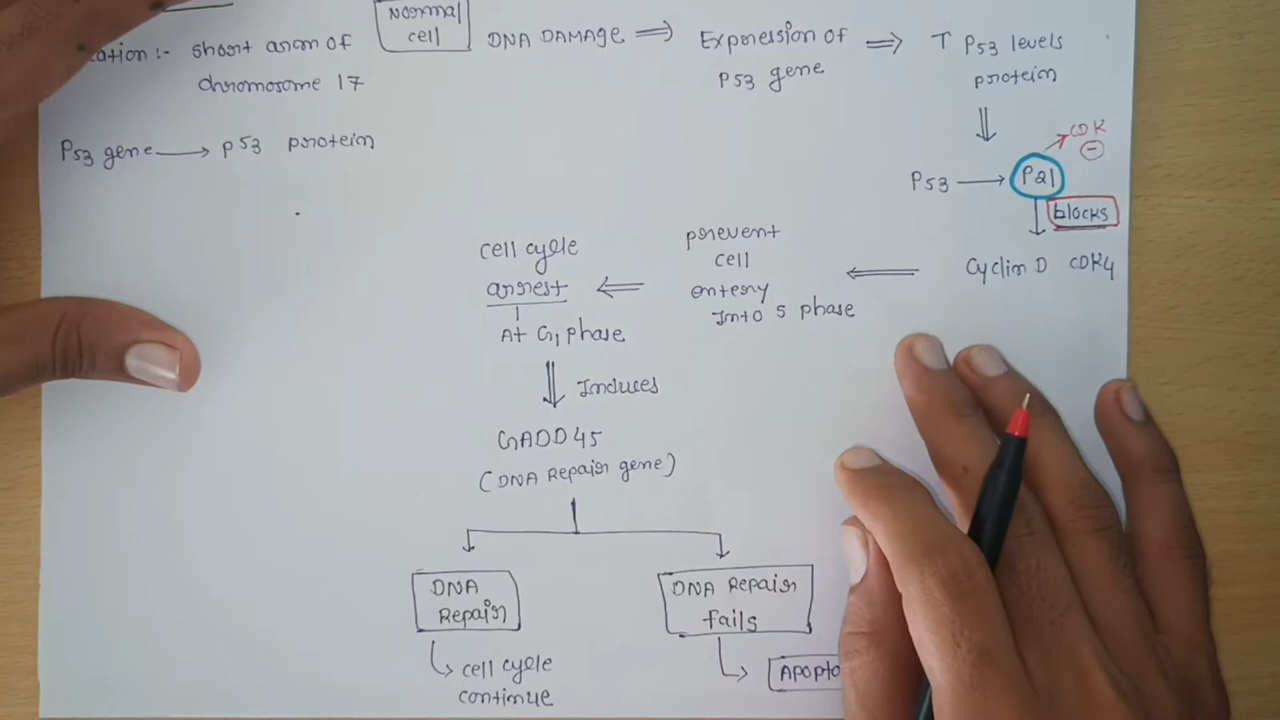 Normal
cell
short arm of
chromosome 17
P53 gene → p53 protein
DNA DAMAGE ⇒
Expression of
P53 gene
⇒ ↑ P53 levels
protein
CDK
⊖
P53 → P21
blocks
Cyclin D CDK4
prevent
cell
entery
Into S phase
cell cycle
arrest
At G1 phase
Induces
GADD45
(DNA Repair gene)
DNA
Repair
cell cycle
continue
DNA Repair
fails